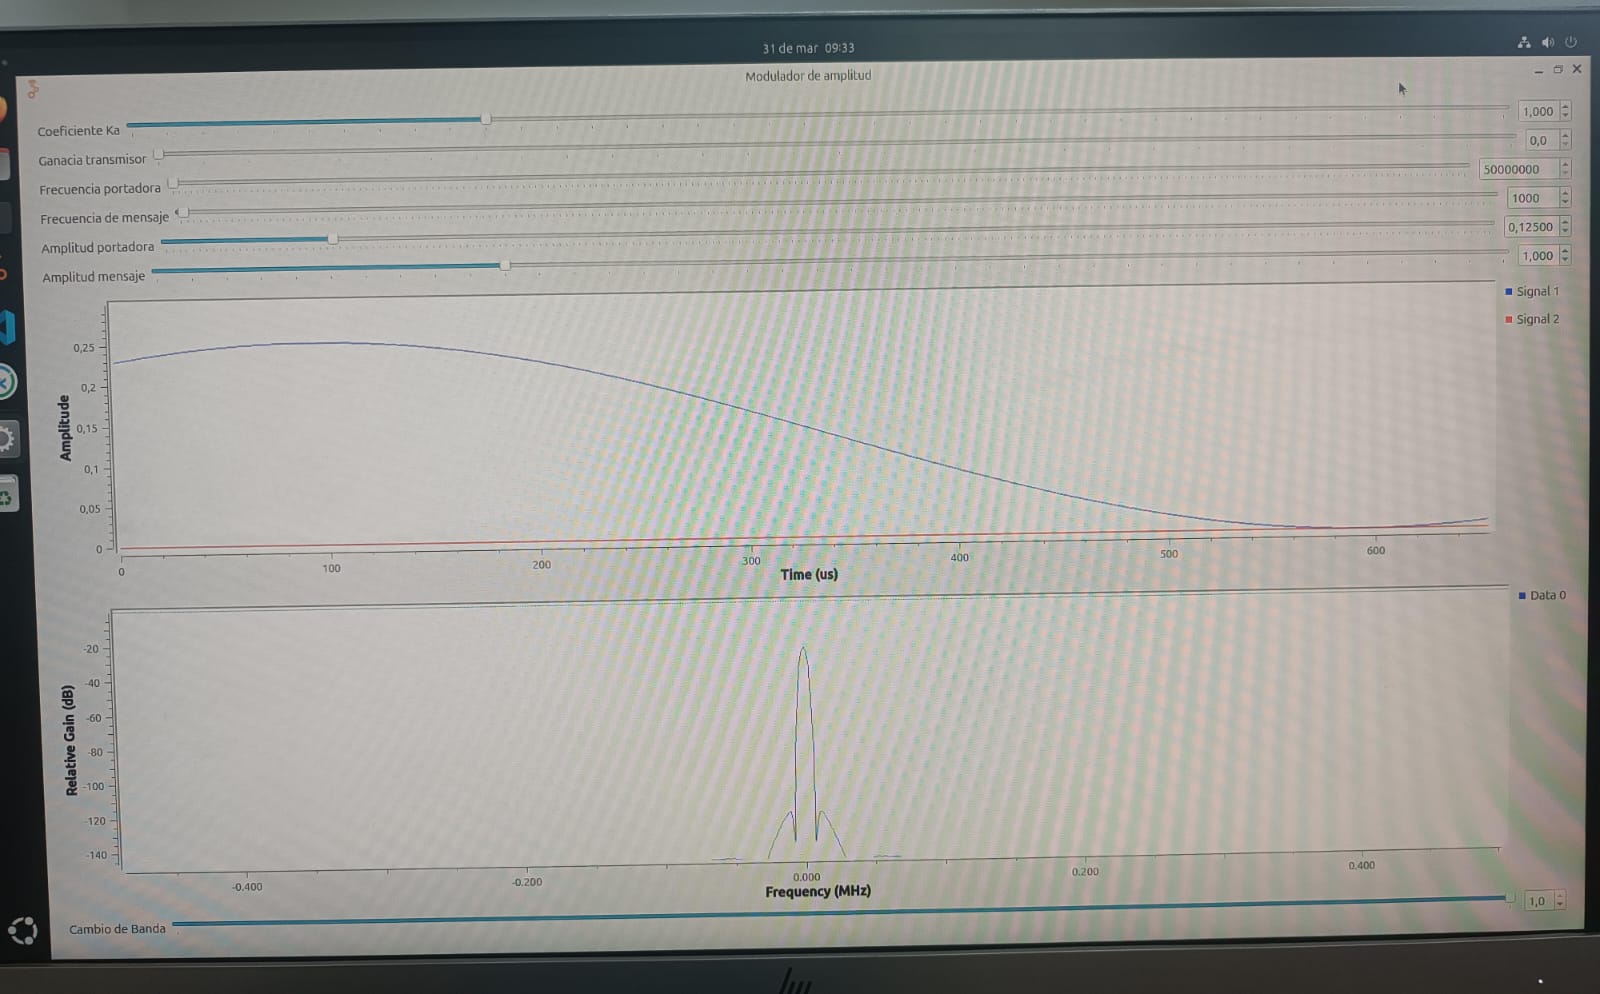 31 de mar 09:33
Modulador de amplitud
Coeficiente Ka 1,000
Ganacia transmisor 0,0
Frecuencia portadora 50000000
Frecuencia de mensaje 1000
Amplitud portadora 0,12500
Amplitud mensaje 1,000
Signal 1
Signal 2
Amplitude
0,25
0,2
0,15
0,1
0,05
0
0 100 200 300 400 500 600
Time (us)
Data 0
Relative Gain (dB)
-20
-40
-60
-80
-100
-120
-140
-0.400 -0.200 0.000 0.200 0.400
Frequency (MHz)
Cambio de Banda 1,0
hp